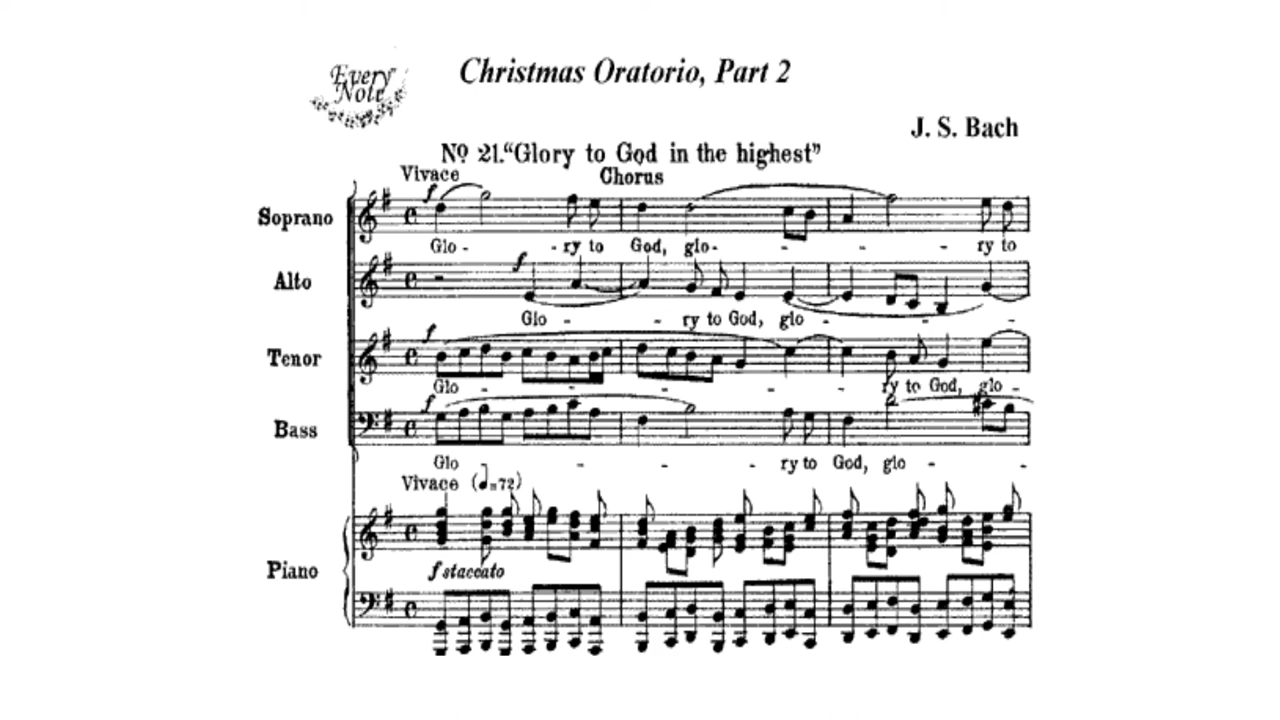 Every
Note
Christmas Oratorio, Part 2
J. S. Bach
No. 21. "Glory to God in the highest"
Vivace
Chorus
f
Soprano
Glo - - ry to God, glo - - - - ry to
f
Alto
Glo - - ry to God, glo - - -
f
Tenor
Glo - - - - - ry to God, glo -
f
Bass
Glo - - - ry to God, glo - -
Vivace (♩=72)
Piano
f staccato